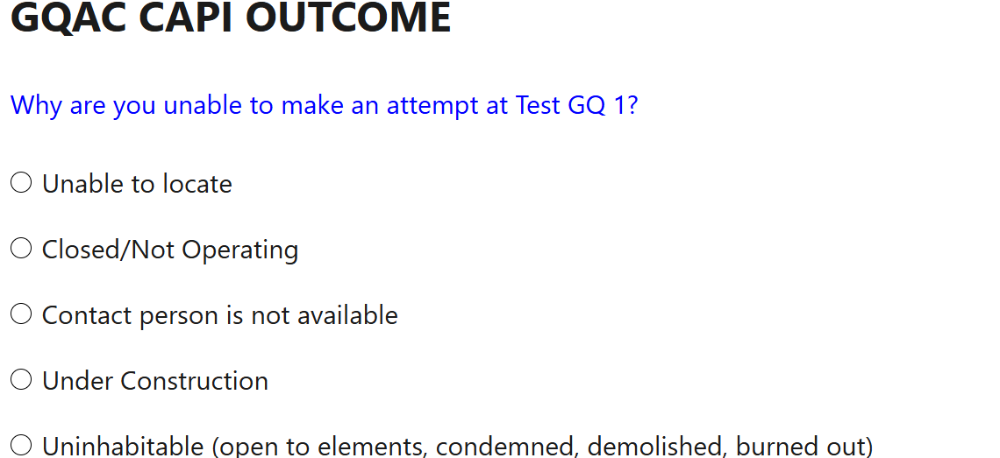 GQAC CAPI OUTCOME
Why are you unable to make an attempt at Test GQ 1?
Unable to locate
Closed/Not Operating
Contact person is not available
Under Construction
Uninhabitable (open to elements, condemned, demolished, burned out)